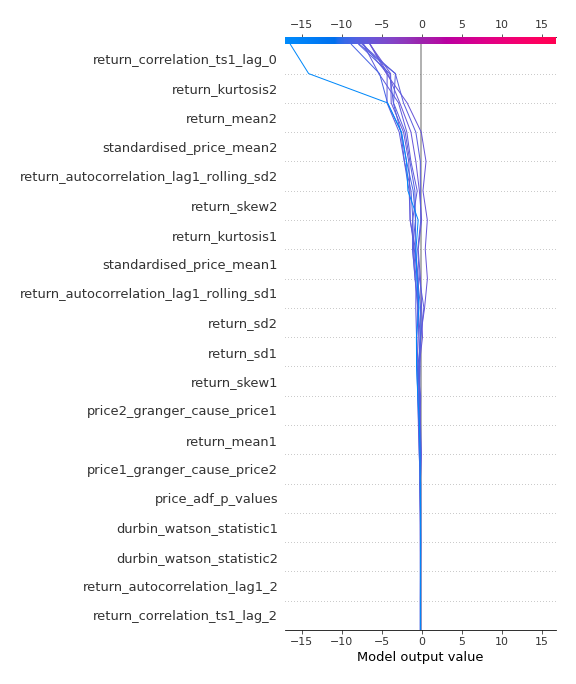 −15 −10 −5 0 5 10 15
return_correlation_ts1_lag_0
return_kurtosis2
return_mean2
standardised_price_mean2
return_autocorrelation_lag1_rolling_sd2
return_skew2
return_kurtosis1
standardised_price_mean1
return_autocorrelation_lag1_rolling_sd1
return_sd2
return_sd1
return_skew1
price2_granger_cause_price1
return_mean1
price1_granger_cause_price2
price_adf_p_values
durbin_watson_statistic1
durbin_watson_statistic2
return_autocorrelation_lag1_2
return_correlation_ts1_lag_2
−15 −10 −5 0 5 10 15
Model output value